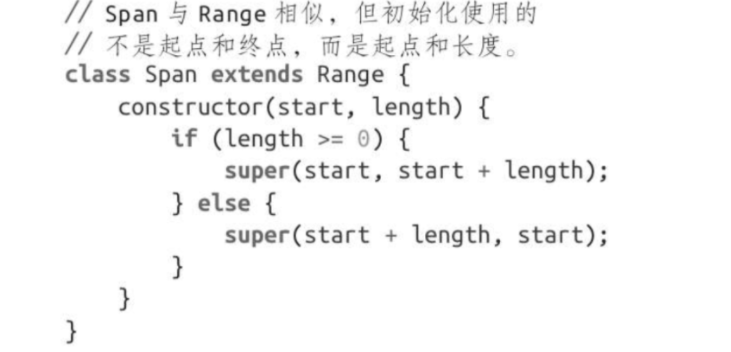 // Span 与 Range 相似，但初始化使用的
// 不是起点和终点，而是起点和长度。
class Span extends Range {
    constructor(start, length) {
        if (length >= 0) {
            super(start, start + length);
        } else {
            super(start + length, start);
        }
    }
}